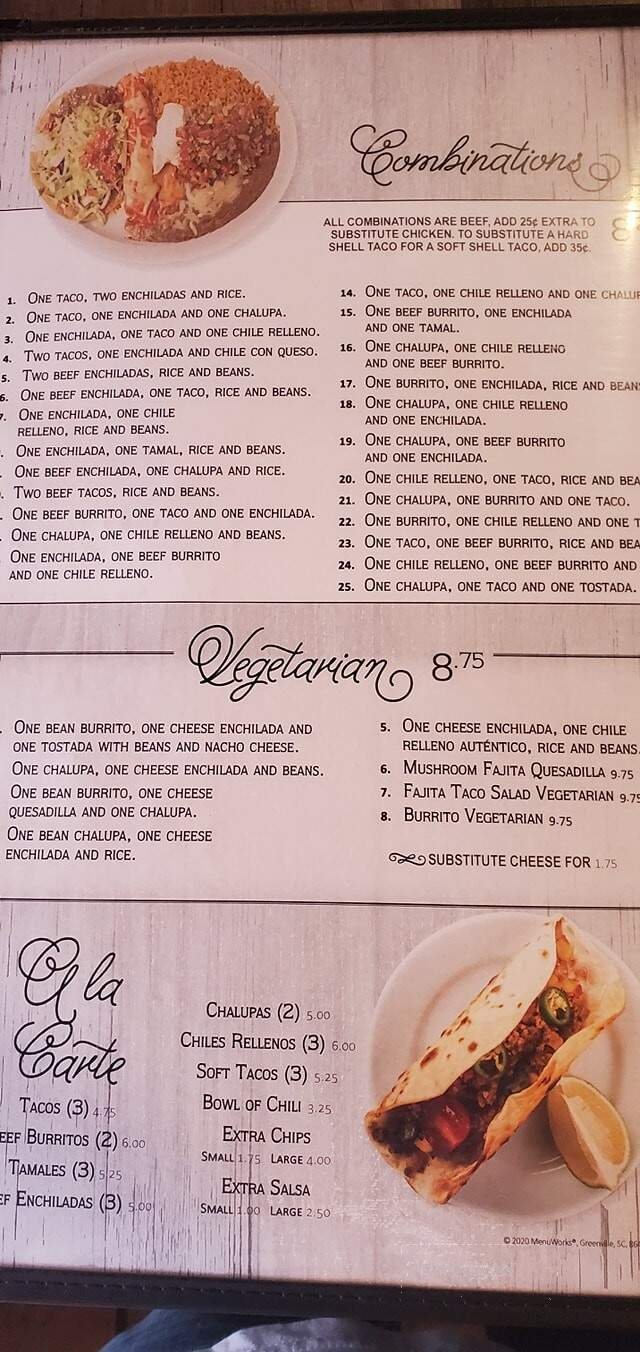 Combinations
ALL COMBINATIONS ARE BEEF, ADD 25¢ EXTRA TO
SUBSTITUTE CHICKEN. TO SUBSTITUTE A HARD
SHELL TACO FOR A SOFT SHELL TACO, ADD 35¢.
8
1. ONE TACO, TWO ENCHILADAS AND RICE.
2. ONE TACO, ONE ENCHILADA AND ONE CHALUPA.
3. ONE ENCHILADA, ONE TACO AND ONE CHILE RELLENO.
4. TWO TACOS, ONE ENCHILADA AND CHILE CON QUESO.
5. TWO BEEF ENCHILADAS, RICE AND BEANS.
6. ONE BEEF ENCHILADA, ONE TACO, RICE AND BEANS.
7. ONE ENCHILADA, ONE CHILE
RELLENO, RICE AND BEANS.
ONE ENCHILADA, ONE TAMAL, RICE AND BEANS.
ONE BEEF ENCHILADA, ONE CHALUPA AND RICE.
TWO BEEF TACOS, RICE AND BEANS.
ONE BEEF BURRITO, ONE TACO AND ONE ENCHILADA.
ONE CHALUPA, ONE CHILE RELLENO AND BEANS.
ONE ENCHILADA, ONE BEEF BURRITO
AND ONE CHILE RELLENO.
14. ONE TACO, ONE CHILE RELLENO AND ONE CHALUP
15. ONE BEEF BURRITO, ONE ENCHILADA
AND ONE TAMAL.
16. ONE CHALUPA, ONE CHILE RELLENO
AND ONE BEEF BURRITO.
17. ONE BURRITO, ONE ENCHILADA, RICE AND BEANS
18. ONE CHALUPA, ONE CHILE RELLENO
AND ONE ENCHILADA.
19. ONE CHALUPA, ONE BEEF BURRITO
AND ONE ENCHILADA.
20. ONE CHILE RELLENO, ONE TACO, RICE AND BEA
21. ONE CHALUPA, ONE BURRITO AND ONE TACO.
22. ONE BURRITO, ONE CHILE RELLENO AND ONE T
23. ONE TACO, ONE BEEF BURRITO, RICE AND BEA
24. ONE CHILE RELLENO, ONE BEEF BURRITO AND
25. ONE CHALUPA, ONE TACO AND ONE TOSTADA.
Vegetarian 8.75
ONE BEAN BURRITO, ONE CHEESE ENCHILADA AND
ONE TOSTADA WITH BEANS AND NACHO CHEESE.
ONE CHALUPA, ONE CHEESE ENCHILADA AND BEANS.
ONE BEAN BURRITO, ONE CHEESE
QUESADILLA AND ONE CHALUPA.
ONE BEAN CHALUPA, ONE CHEESE
ENCHILADA AND RICE.
5. ONE CHEESE ENCHILADA, ONE CHILE
RELLENO AUTÉNTICO, RICE AND BEANS.
6. MUSHROOM FAJITA QUESADILLA 9.75
7. FAJITA TACO SALAD VEGETARIAN 9.75
8. BURRITO VEGETARIAN 9.75
SUBSTITUTE CHEESE FOR 1.75
A la
Carte
TACOS (3) 4.75
EEF BURRITOS (2) 6.00
TAMALES (3) 5.25
EF ENCHILADAS (3) 5.00
CHALUPAS (2) 5.00
CHILES RELLENOS (3) 6.00
SOFT TACOS (3) 5.25
BOWL OF CHILI 3.25
EXTRA CHIPS
SMALL 1.75 LARGE 4.00
EXTRA SALSA
SMALL 1.00 LARGE 2.50
© 2020 MenuWorks®, Greenville, SC, 86